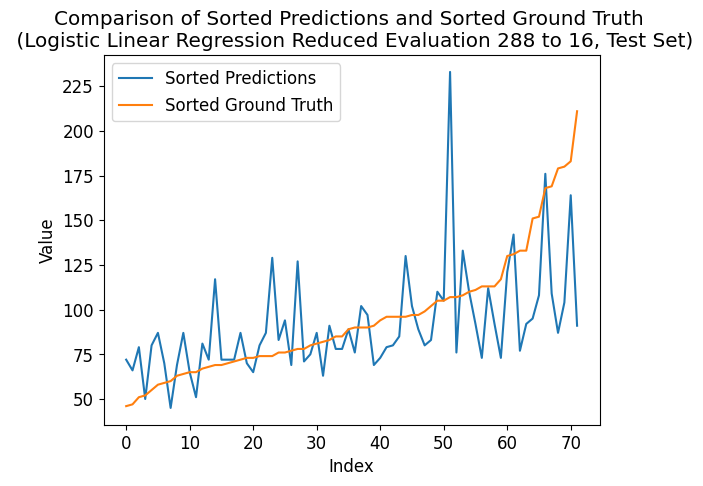 Comparison of Sorted Predictions and Sorted Ground Truth
(Logistic Linear Regression Reduced Evaluation 288 to 16, Test Set)
Sorted Predictions
Sorted Ground Truth
225
200
175
150
125
100
75
50
Value
0 10 20 30 40 50 60 70
Index